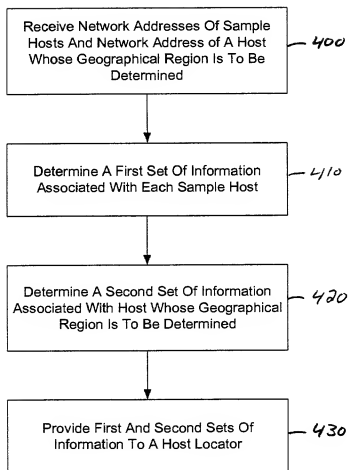 Receive Network Addresses Of Sample
Hosts And Network Address of A Host
Whose Geographical Region Is To Be
Determined
400
Determine A First Set Of Information
Associated With Each Sample Host
410
Determine A Second Set Of Information
Associated With Host Whose Geographical
Region Is To Be Determined
420
Provide First And Second Sets Of
Information To A Host Locator
430